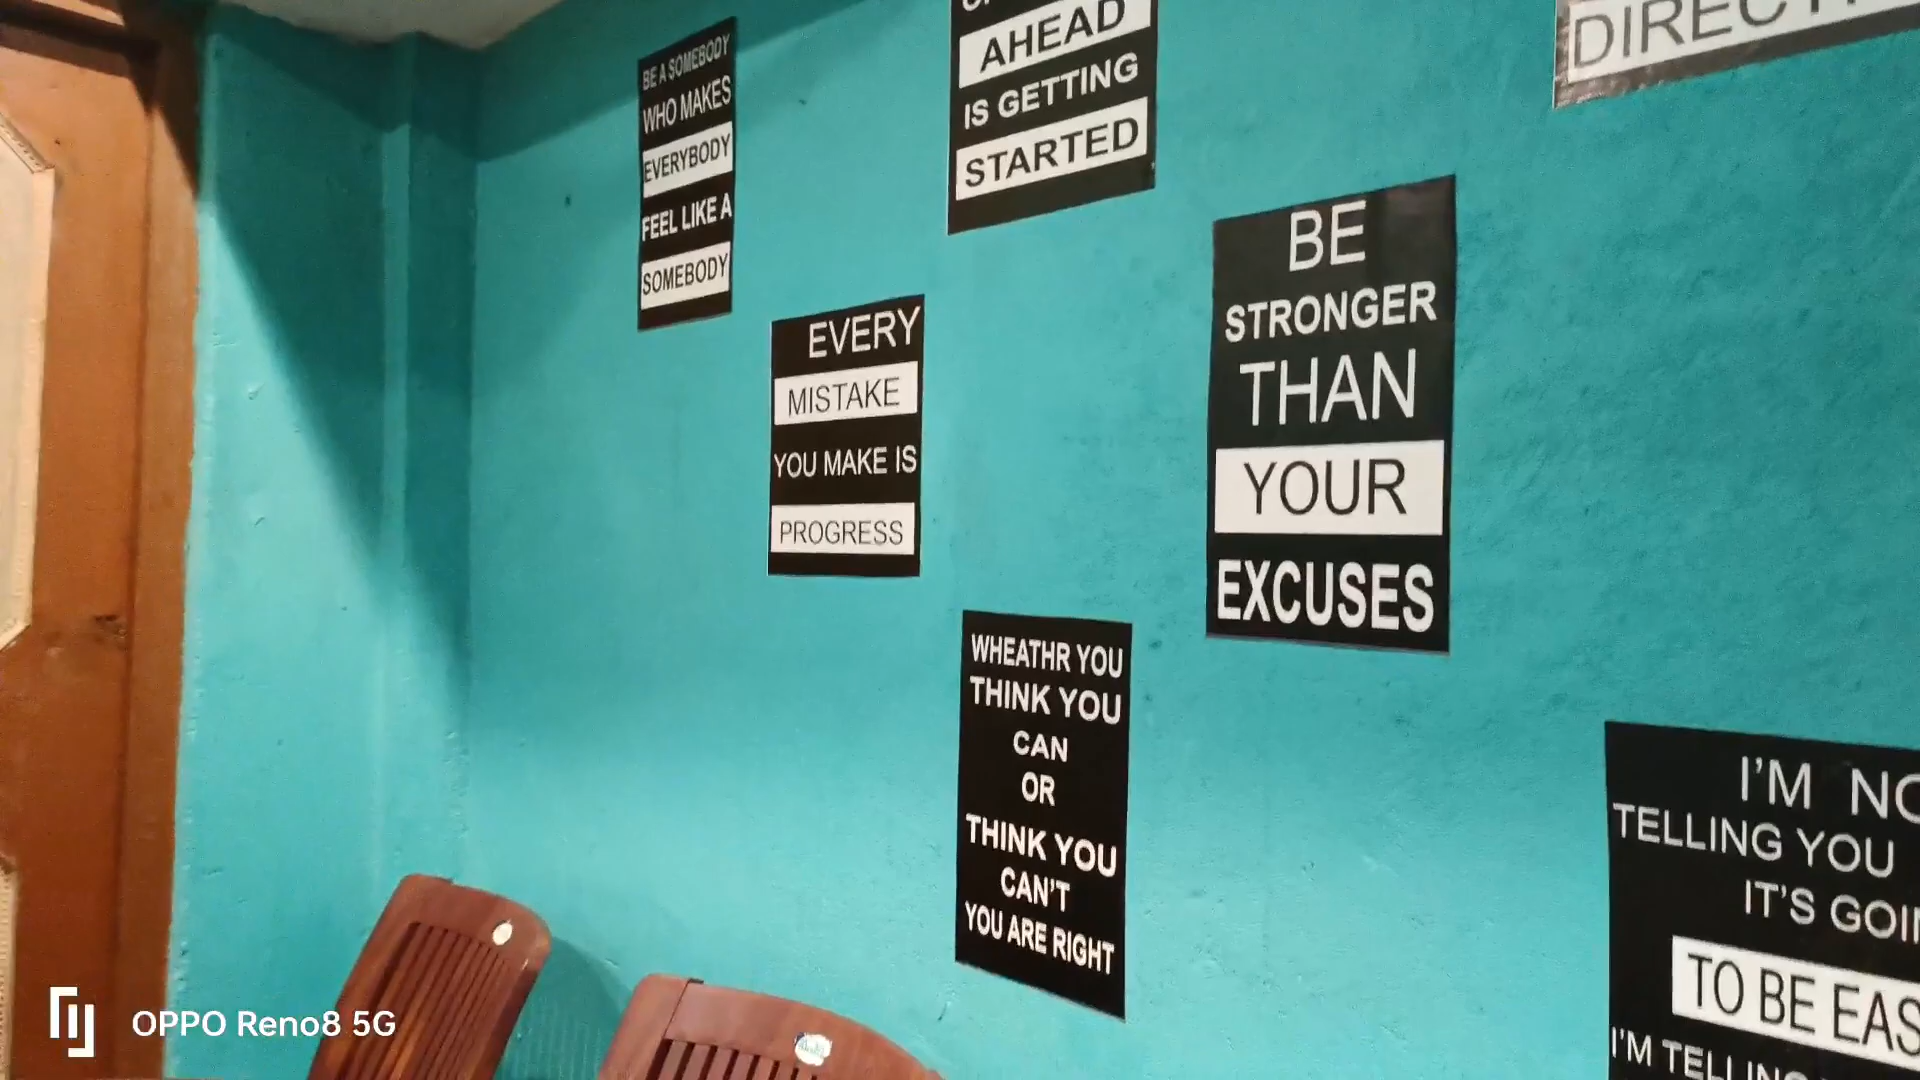 BE A SOMEBODY
WHO MAKES
EVERYBODY
FEEL LIKE A
SOMEBODY
AHEAD
IS GETTING
STARTED
EVERY
MISTAKE
YOU MAKE IS
PROGRESS
BE
STRONGER
THAN
YOUR
EXCUSES
WHEATHR YOU
THINK YOU
CAN
OR
THINK YOU
CAN'T
YOU ARE RIGHT
I'M
TELLING YOU
IT'S
TO BE
I'M
OPPO Reno8 5G